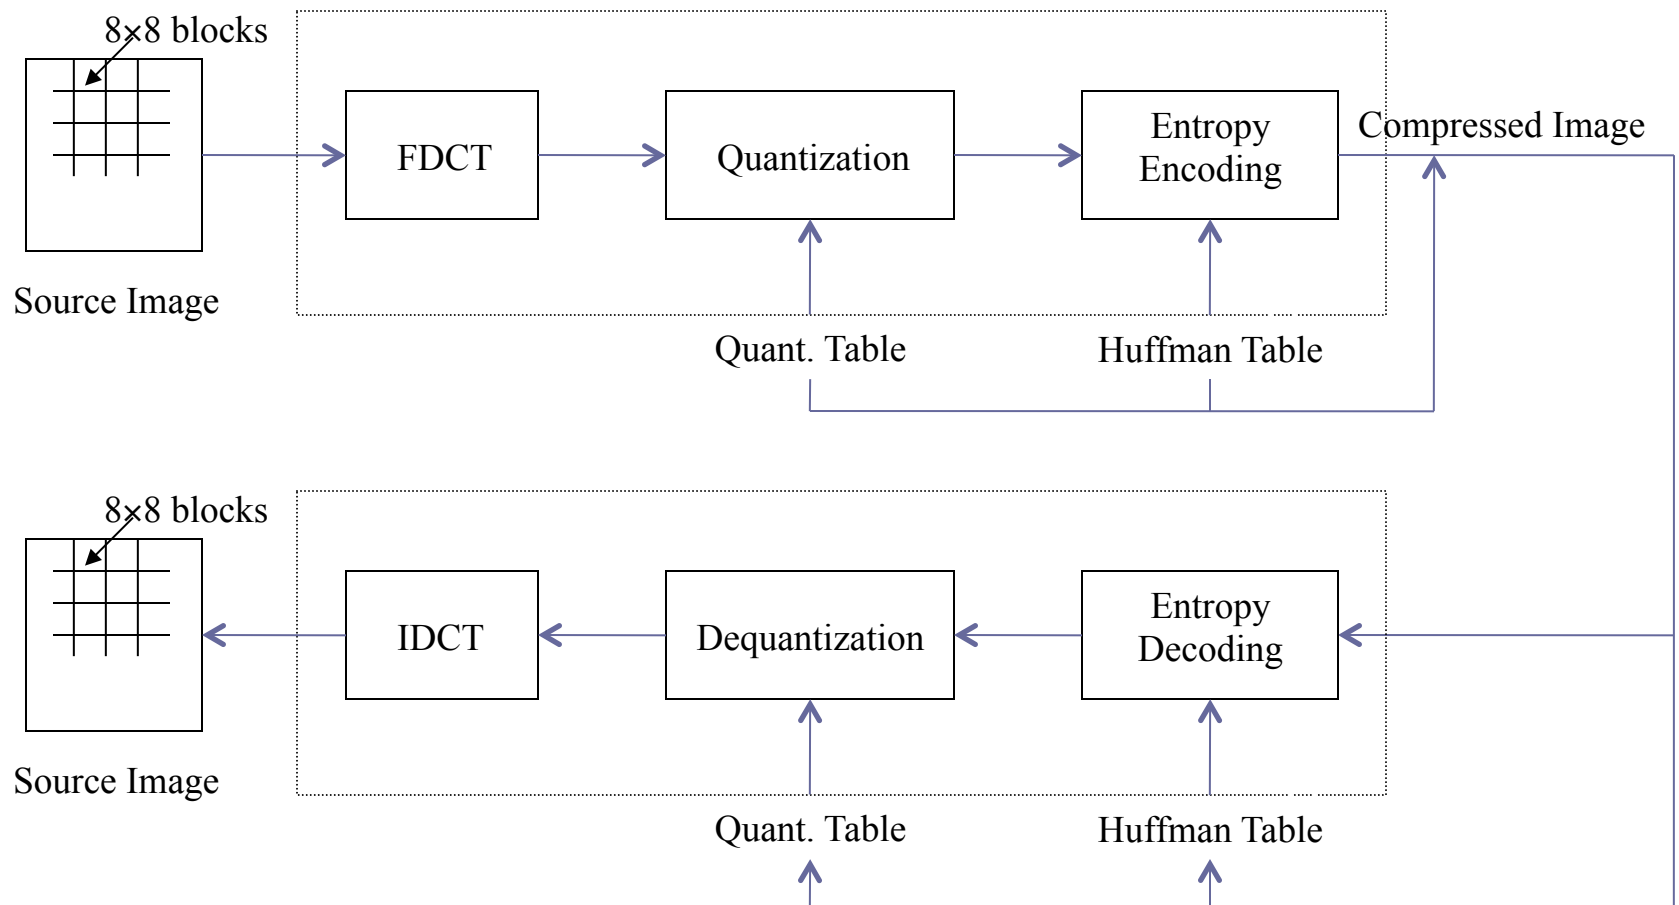 8×8 blocks
FDCT
Quantization
Entropy
Encoding
Compressed Image
Source Image
Quant. Table
Huffman Table
8×8 blocks
IDCT
Dequantization
Entropy
Decoding
Source Image
Quant. Table
Huffman Table